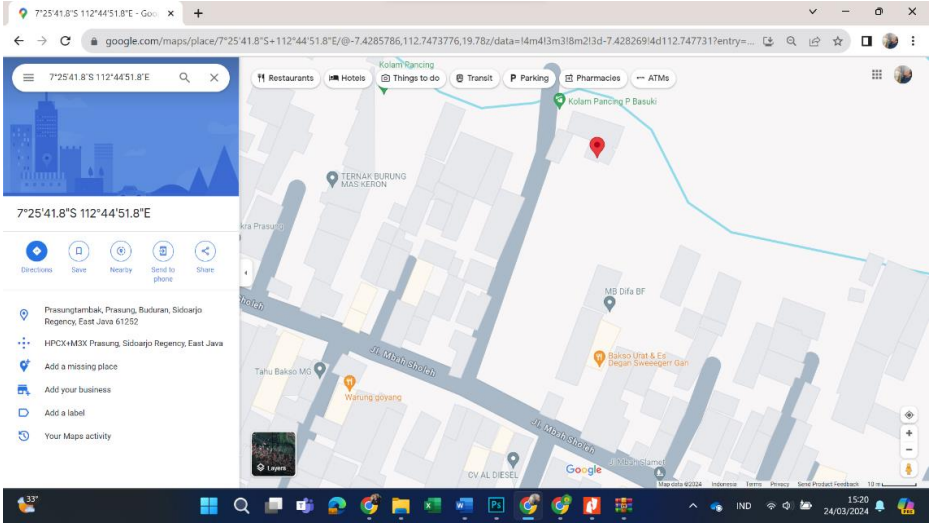 7°25'41.8"S 112°44'51.8"E - Goo
google.com/maps/place/7°25'41.8"S+112°44'51.8"E/@-7.4285786,112.7473776,19.78z/data=!4m4!3m3!8m2!3d-7.428269!4d112.747731?entry=...
7°25'41.8"S 112°44'51.8"E
Restaurants
Hotels
Things to do
Transit
Parking
Pharmacies
ATMs
Kolam Pancing
Kolam Pancing P Basuki
TERNAK BURUNG
MAS KERON
7°25'41.8"S 112°44'51.8"E
kra Prasung
Directions
Save
Nearby
Send to
phone
Share
MB Difa BF
Prasungtambak, Prasung, Buduran, Sidoarjo
Regency, East Java 61252
HPCX+M3X Prasung, Sidoarjo Regency, East Java
Add a missing place
Add your business
Add a label
Your Maps activity
Sholeh
Jl. Mbah Sholeh
Bakso Urat & Es
Degan Sweeegerr Gan
Tahu Bakso MG
Warung goyang
Jl. Mbah Sholeh
Jl. Mbah Slamet
CV AL DIESEL
Layers
Google
Map data ©2024
Indonesia
Terms
Privacy
Send Product Feedback
10 m
33°
IND
15:20
24/03/2024